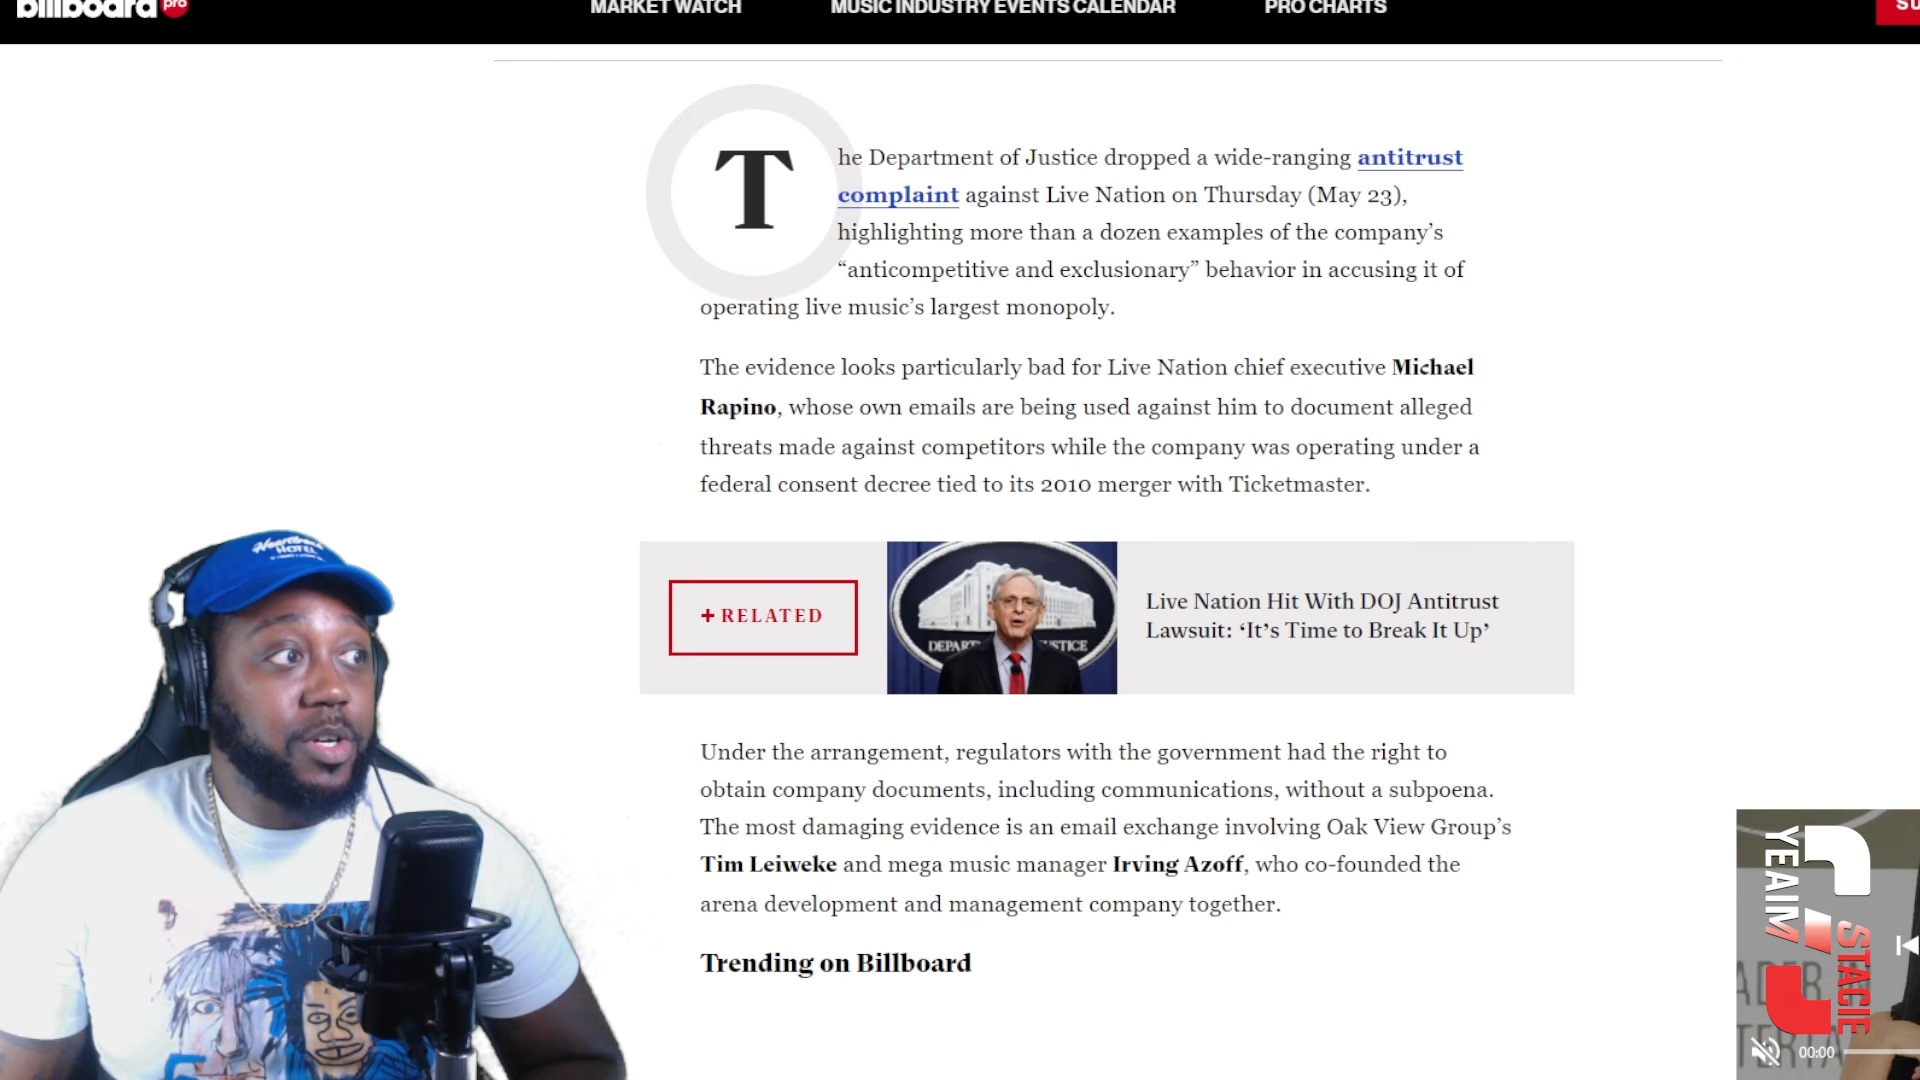 billboard pro
MARKET WATCH
MUSIC INDUSTRY EVENTS CALENDAR
PRO CHARTS
SU
The Department of Justice dropped a wide-ranging antitrust
complaint against Live Nation on Thursday (May 23),
highlighting more than a dozen examples of the company’s
“anticompetitive and exclusionary” behavior in accusing it of
operating live music’s largest monopoly.
The evidence looks particularly bad for Live Nation chief executive Michael
Rapino, whose own emails are being used against him to document alleged
threats made against competitors while the company was operating under a
federal consent decree tied to its 2010 merger with Ticketmaster.
+ RELATED
Live Nation Hit With DOJ Antitrust
Lawsuit: ‘It’s Time to Break It Up’
Under the arrangement, regulators with the government had the right to
obtain company documents, including communications, without a subpoena.
The most damaging evidence is an email exchange involving Oak View Group’s
Tim Leiweke and mega music manager Irving Azoff, who co-founded the
arena development and management company together.
Trending on Billboard
HOTEL
YEAIM
STACIE
00:00